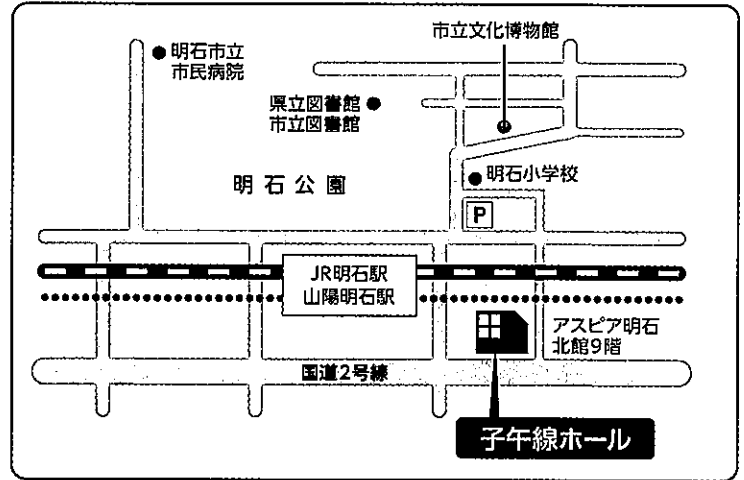 市立文化博物館
明石市立
市民病院
県立図書館
市立図書館
明石公園
明石小学校
P
JR明石駅
山陽明石駅
アスピア明石
北館9階
国道2号線
子午線ホール